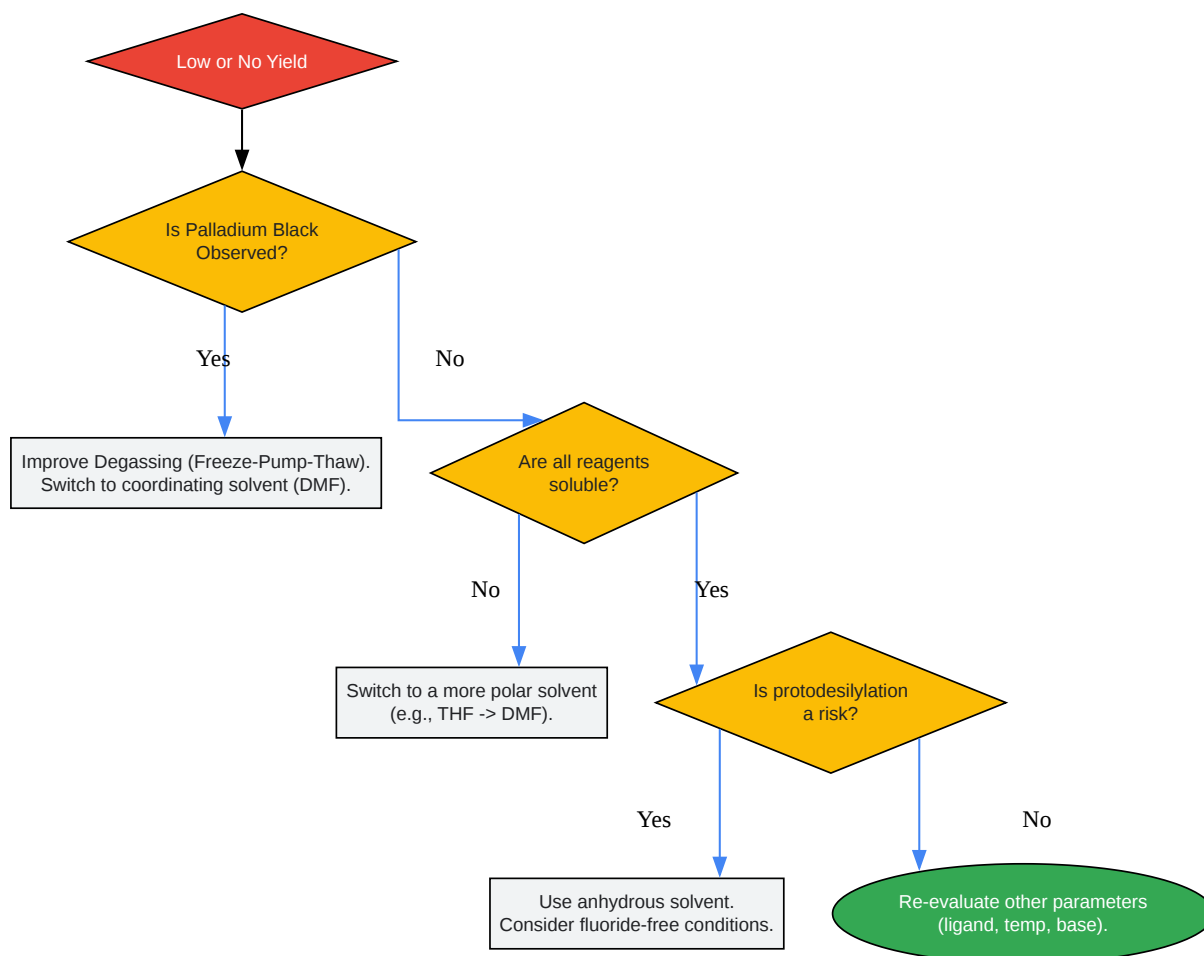 Low or No Yield
Is Palladium Black
Observed?
Yes
No
Improve Degassing (Freeze-Pump-Thaw).
Switch to coordinating solvent (DMF).
Are all reagents
soluble?
No
Yes
Switch to a more polar solvent
(e.g., THF -> DMF).
Is protodesilylation
a risk?
Yes
No
Use anhydrous solvent.
Consider fluoride-free conditions.
Re-evaluate other parameters
(ligand, temp, base).